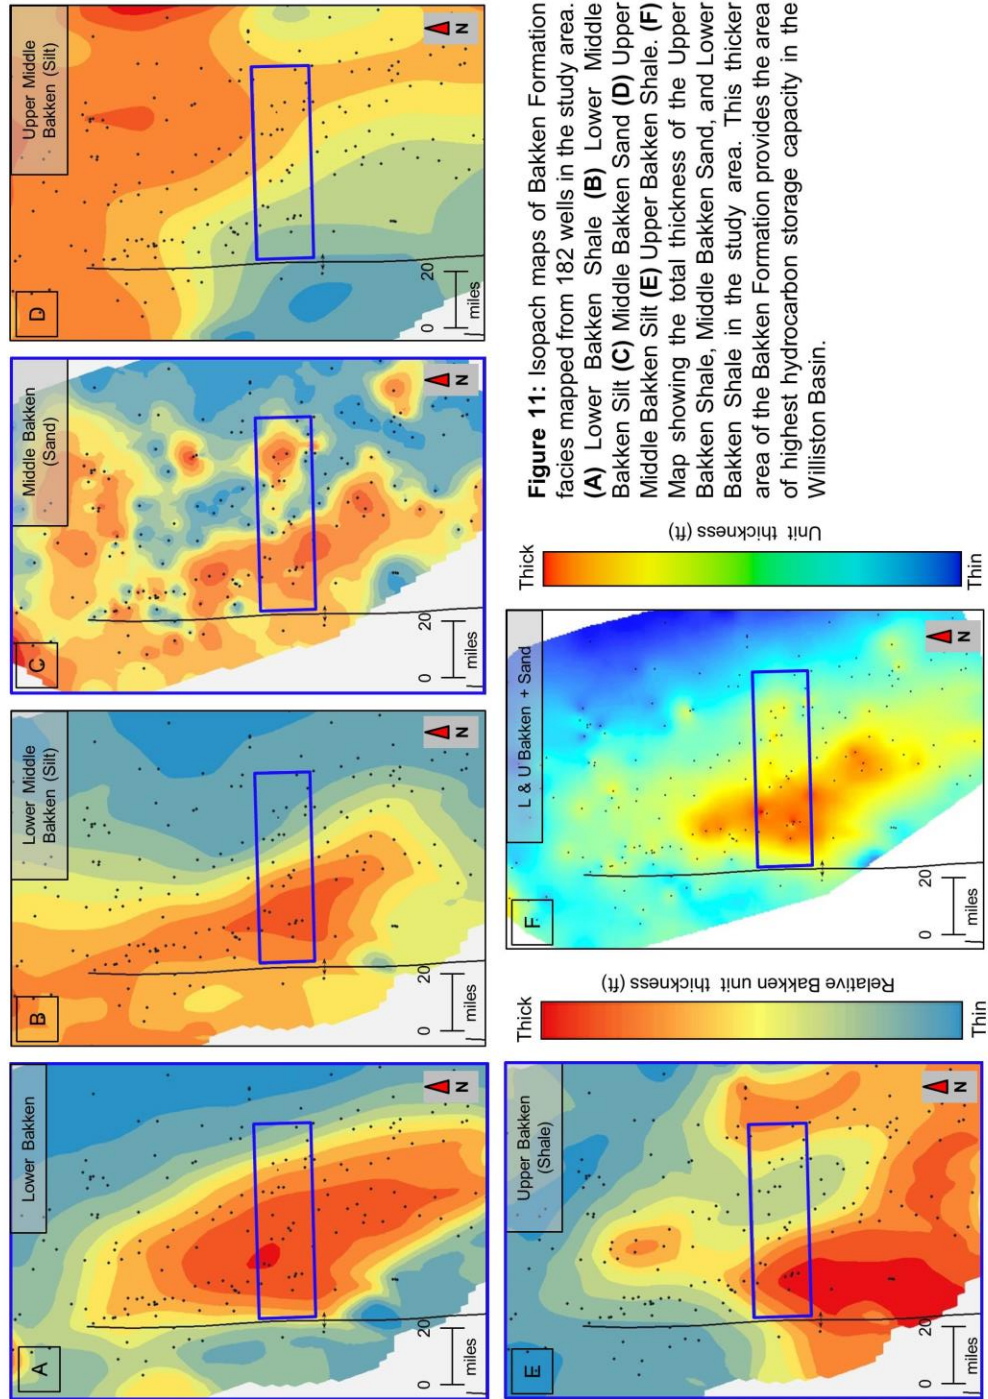 A
Lower Bakken
0
20
miles
N
B
Lower Middle
Bakken (Silt)
0
20
miles
N
C
Middle Bakken
(Sand)
0
20
miles
N
D
Upper Middle
Bakken (Silt)
0
20
miles
N
E
Upper Bakken
(Shale)
0
20
miles
N
Thick
Relative Bakken unit thickness (ft)
Thin
F
L & U Bakken + Sand
0
20
miles
N
Thick
Unit thickness (ft)
Thin
Figure 11: Isopach maps of Bakken Formation
facies mapped from 182 wells in the study area.
(A) Lower Bakken Shale (B) Lower Middle
Bakken Silt (C) Middle Bakken Sand (D) Upper
Middle Bakken Silt (E) Upper Bakken Shale. (F)
Map showing the total thickness of the Upper
Bakken Shale, Middle Bakken Sand, and Lower
Bakken Shale in the study area. This thicker
area of the Bakken Formation provides the area
of highest hydrocarbon storage capacity in the
Williston Basin.